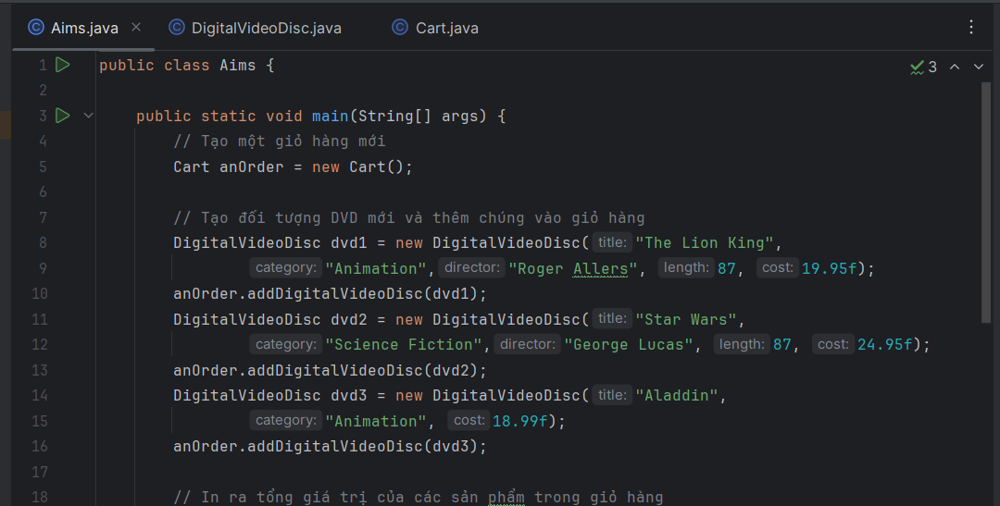 Aims.java DigitalVideoDisc.java Cart.java
3
1 public class Aims {
2
3 public static void main(String[] args) {
4 // Tạo một giỏ hàng mới
5 Cart anOrder = new Cart();
6
7 // Tạo đối tượng DVD mới và thêm chúng vào giỏ hàng
8 DigitalVideoDisc dvd1 = new DigitalVideoDisc( title: "The Lion King",
9 category: "Animation", director: "Roger Allers", length: 87, cost: 19.95f);
10 anOrder.addDigitalVideoDisc(dvd1);
11 DigitalVideoDisc dvd2 = new DigitalVideoDisc( title: "Star Wars",
12 category: "Science Fiction", director: "George Lucas", length: 87, cost: 24.95f);
13 anOrder.addDigitalVideoDisc(dvd2);
14 DigitalVideoDisc dvd3 = new DigitalVideoDisc( title: "Aladdin",
15 category: "Animation", cost: 18.99f);
16 anOrder.addDigitalVideoDisc(dvd3);
17
18 // In ra tổng giá trị của các sản phẩm trong giỏ hàng